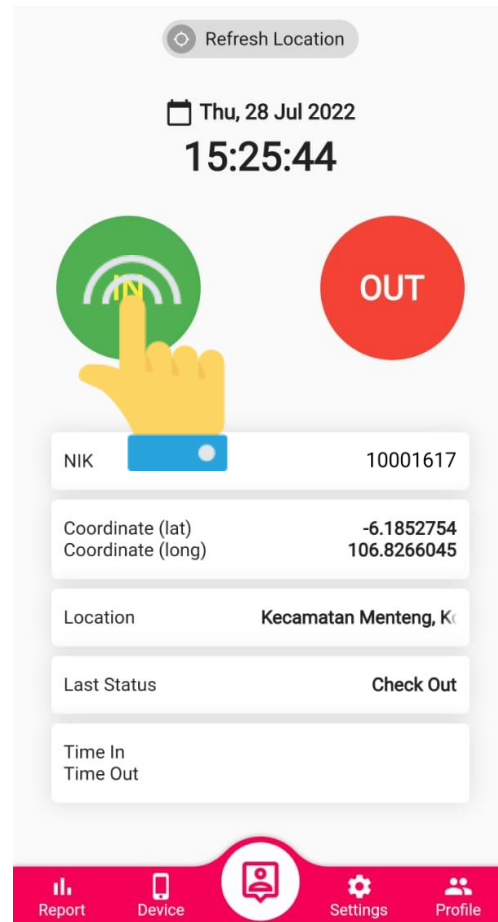 Refresh Location
Thu, 28 Jul 2022
15:25:44
IN
OUT
NIK 10001617
Coordinate (lat) -6.1852754
Coordinate (long) 106.8266045
Location Kecamatan Menteng,
Last Status Check Out
Time In
Time Out
Report Device Settings Profile